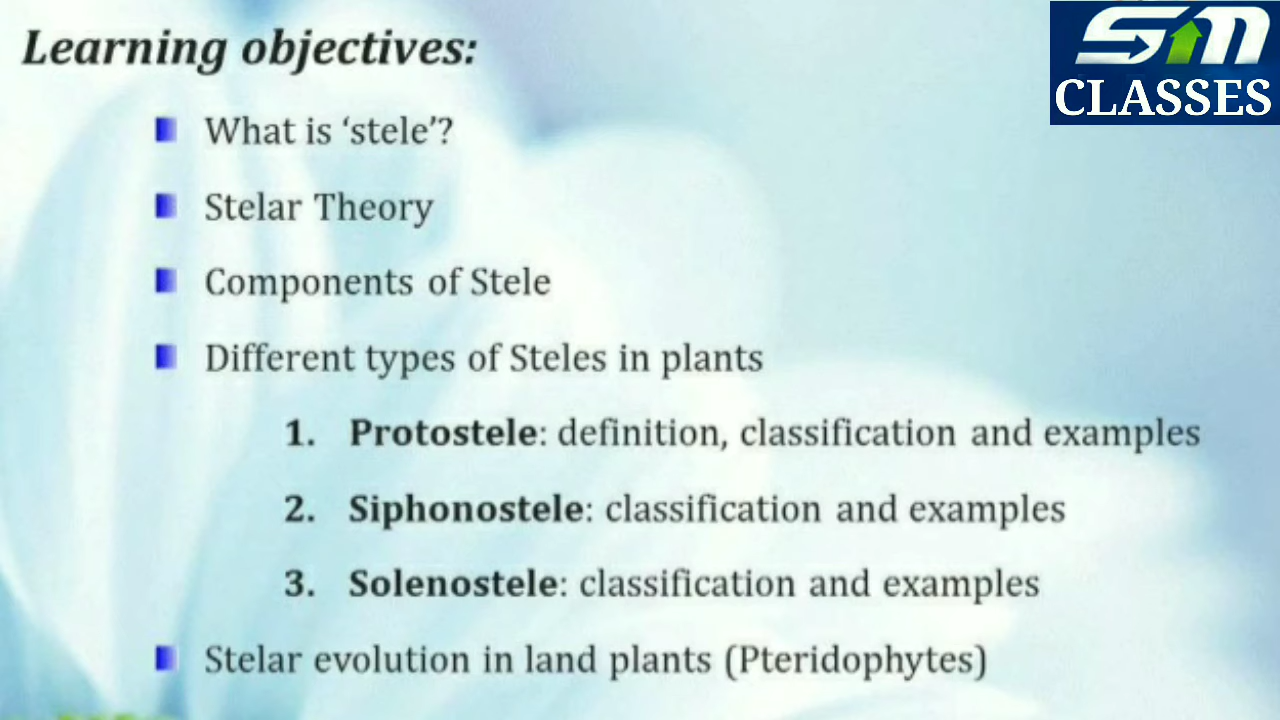 Learning objectives:
SM
CLASSES
What is ‘stele’?
Stelar Theory
Components of Stele
Different types of Steles in plants
1. Protostele: definition, classification and examples
2. Siphonostele: classification and examples
3. Solenostele: classification and examples
Stelar evolution in land plants (Pteridophytes)